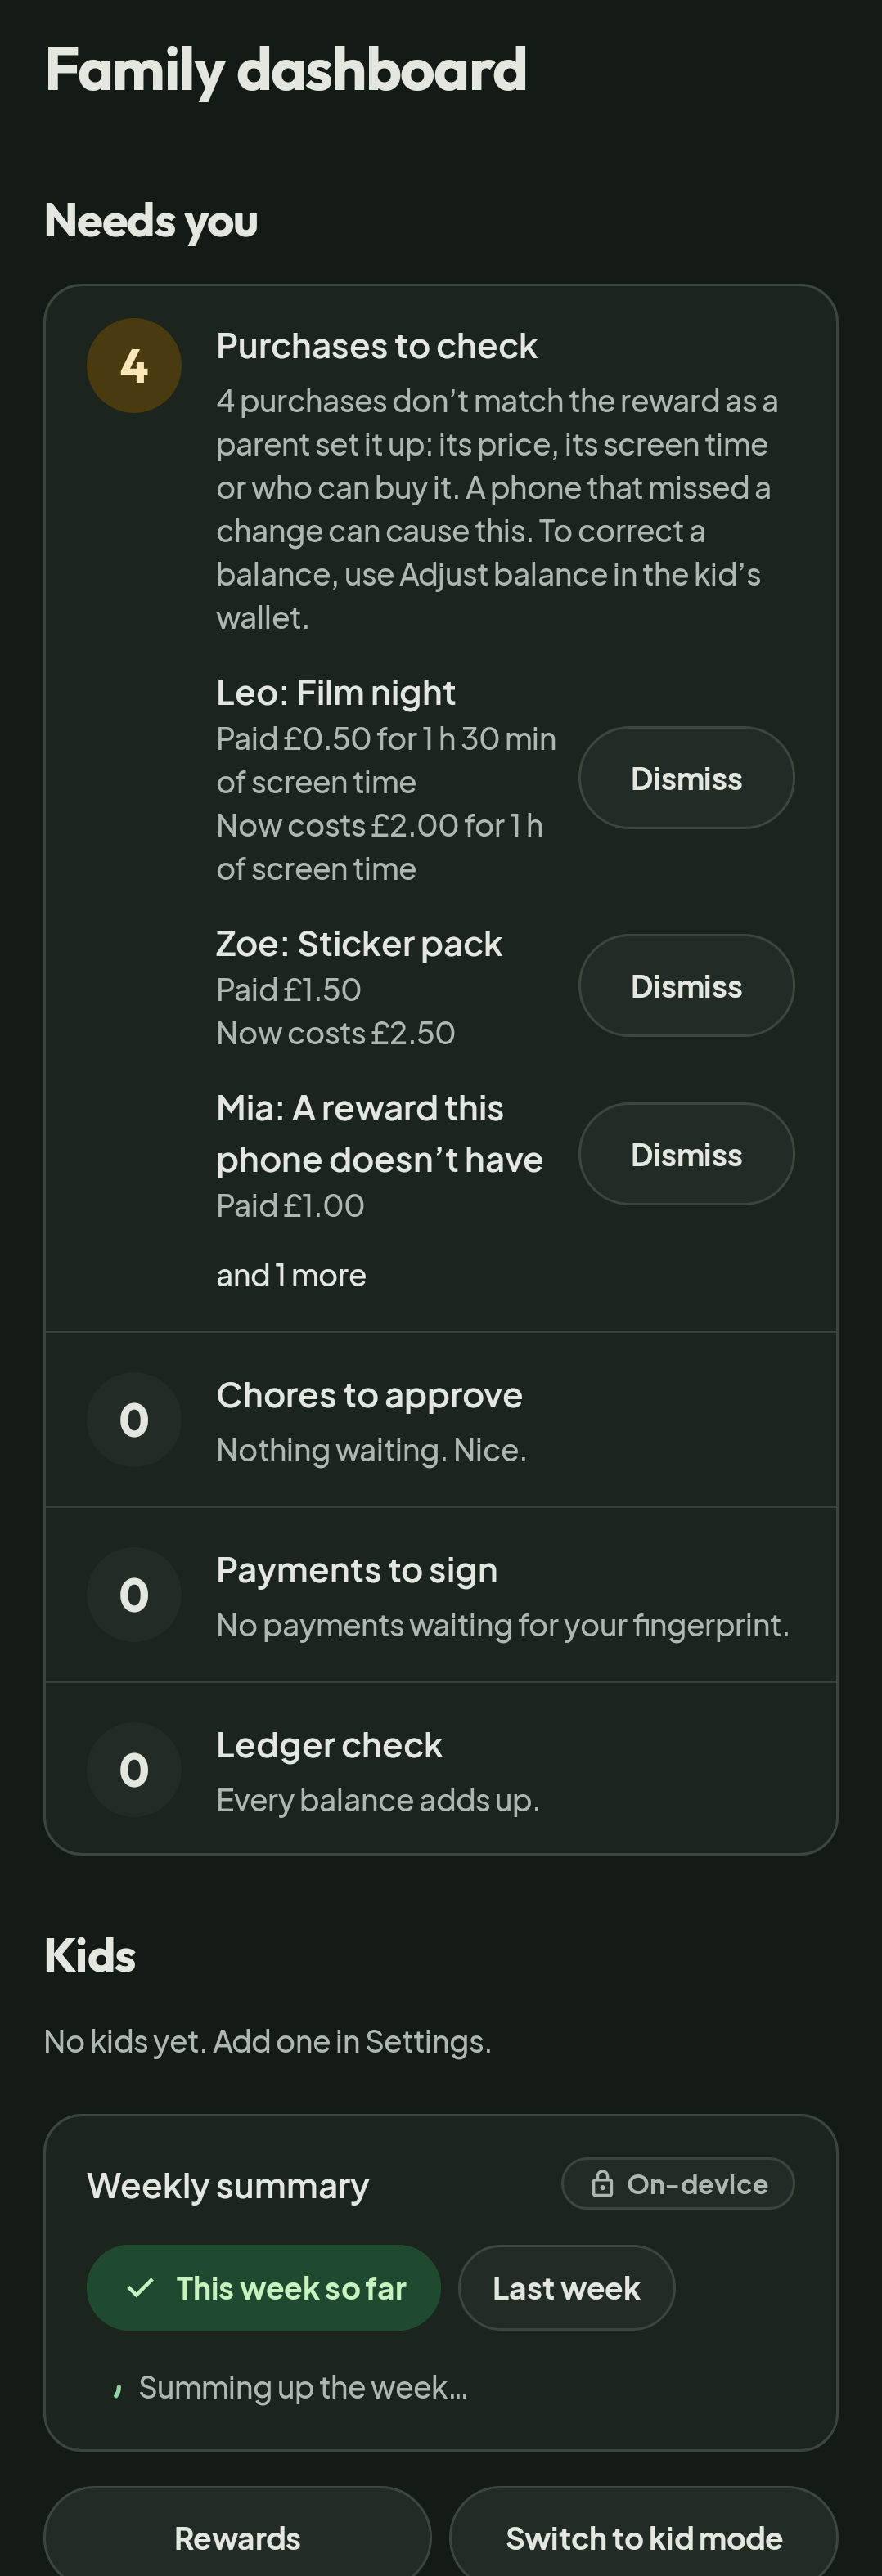 Family dashboard
Needs you
4
Purchases to check
4 purchases don’t match the reward as a
parent set it up: its price, its screen time
or who can buy it. A phone that missed a
change can cause this. To correct a
balance, use Adjust balance in the kid’s
wallet.
Leo: Film night
Paid £0.50 for 1 h 30 min
of screen time
Now costs £2.00 for 1 h
of screen time
Dismiss
Zoe: Sticker pack
Paid £1.50
Now costs £2.50
Dismiss
Mia: A reward this
phone doesn’t have
Paid £1.00
Dismiss
and 1 more
0
Chores to approve
Nothing waiting. Nice.
0
Payments to sign
No payments waiting for your fingerprint.
0
Ledger check
Every balance adds up.
Kids
No kids yet. Add one in Settings.
Weekly summary
On-device
This week so far
Last week
Summing up the week…
Rewards
Switch to kid mode